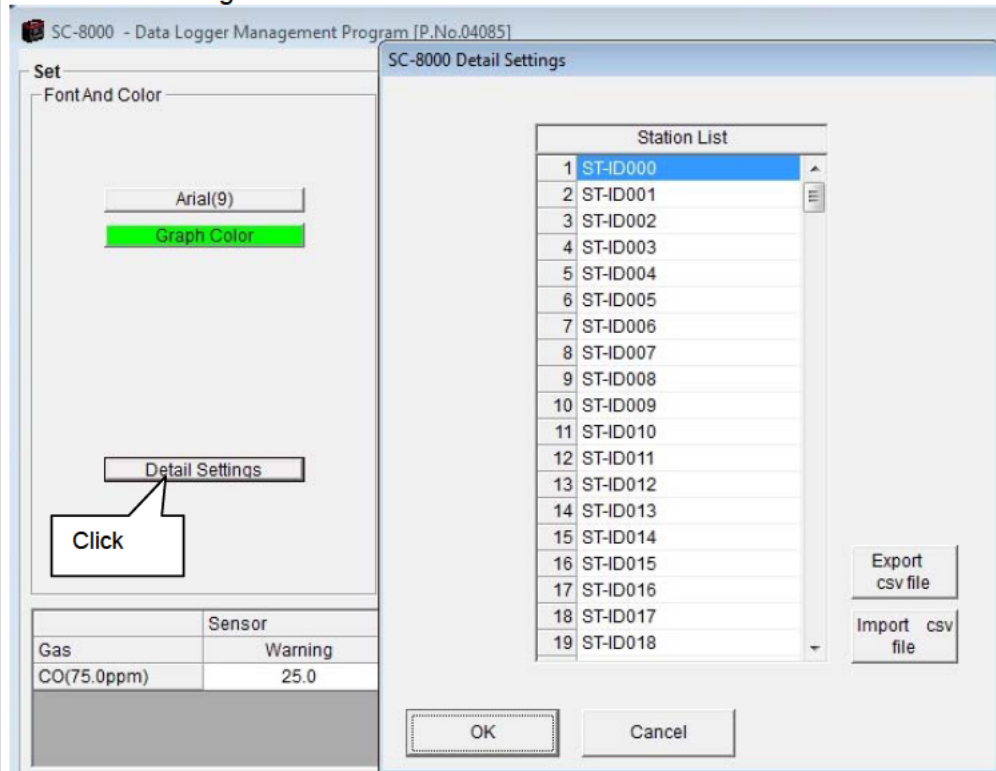 SC-8000 - Data Logger Management Program [P.No.04085]
SC-8000 Detail Settings
Set
Font And Color
Arial(9)
Graph Color
Detail Settings
Click
Sensor
Gas Warning
CO(75.0ppm) 25.0
Station List
1 ST-ID000
2 ST-ID001
3 ST-ID002
4 ST-ID003
5 ST-ID004
6 ST-ID005
7 ST-ID006
8 ST-ID007
9 ST-ID008
10 ST-ID009
11 ST-ID010
12 ST-ID011
13 ST-ID012
14 ST-ID013
15 ST-ID014
16 ST-ID015
17 ST-ID016
18 ST-ID017
19 ST-ID018
Export
csv file
Import csv
file
OK
Cancel